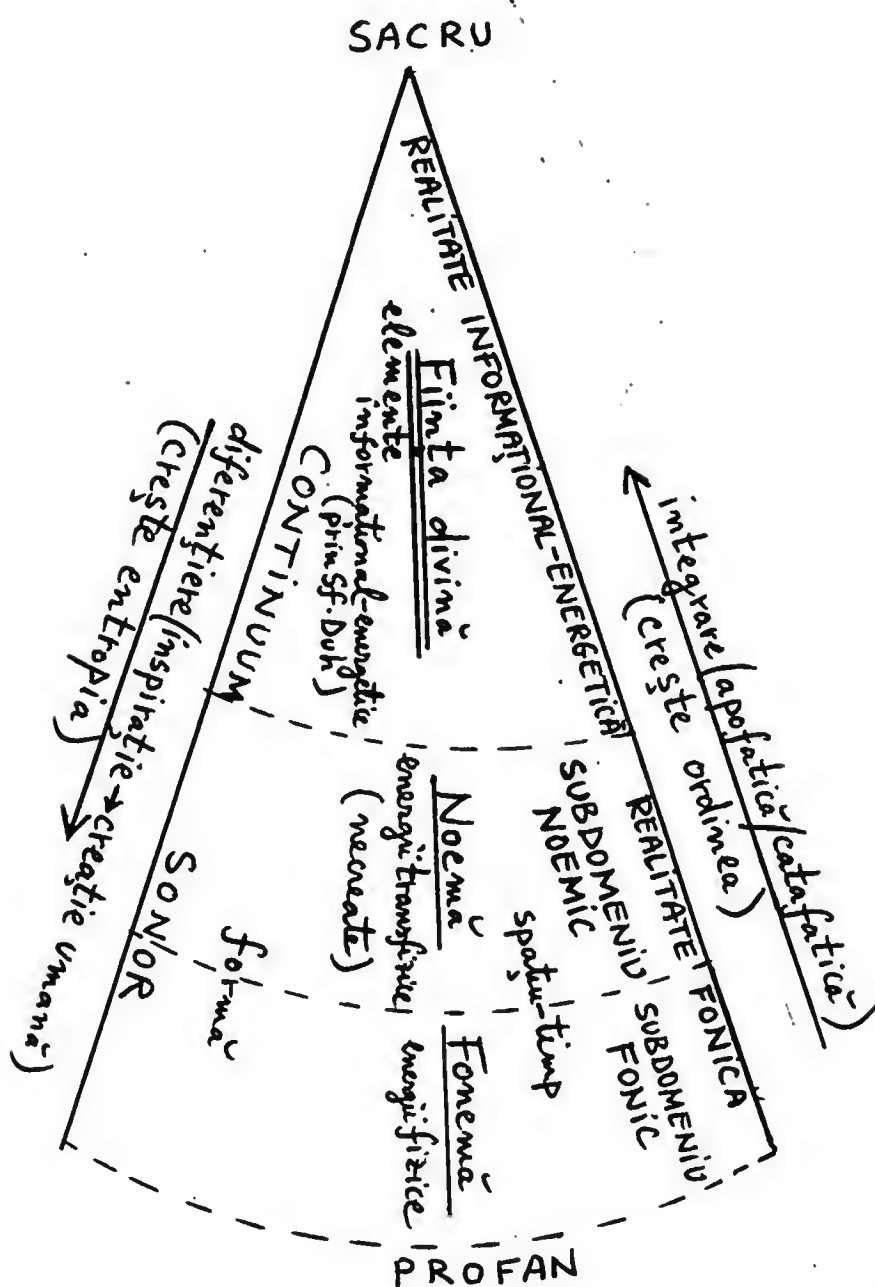 SACRU
REALITATE INFORMAȚIONAL-ENERGETICĂ
Ființa divină
elemente
informațional-energetice
(prin Sf. Duh)
CONTINUUM
integrare/apofatică/catafatică)
(crește ordinea)
diferențiere/inspirație→creație umană)
(crește entropia)
REALITATE FONICĂ
SUBDOMENIU
NOEMIC
Noemă
energii transfizice
(necreate)
SONOR
spațiu-timp
formă
SUBDOMENIU
FONIC
Fonemă
energii fizice
PROFAN